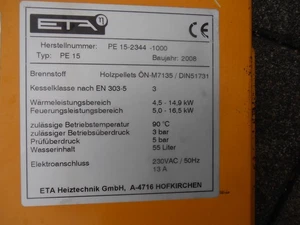 ETA
Herstellnummer: PE 15-2344 -1000
Typ: PE 15 Baujahr: 2008
Brennstoff Holzpellets ÖN-M7135 / DIN51731
Kesselklasse nach EN 303-5 3
Wärmeleistungsbereich 4,5 - 14,9 kW
Feuerungsleistungsbereich 5,0 - 16,5 kW
zulässige Betriebstemperatur 90 °C
zulässiger Betriebsüberdruck 3 bar
Prüfüberdruck 5 bar
Wasserinhalt 55 Liter
Elektroanschluss 230VAC / 50Hz
13 A
ETA Heiztechnik GmbH, A-4716 HOFKIRCHEN